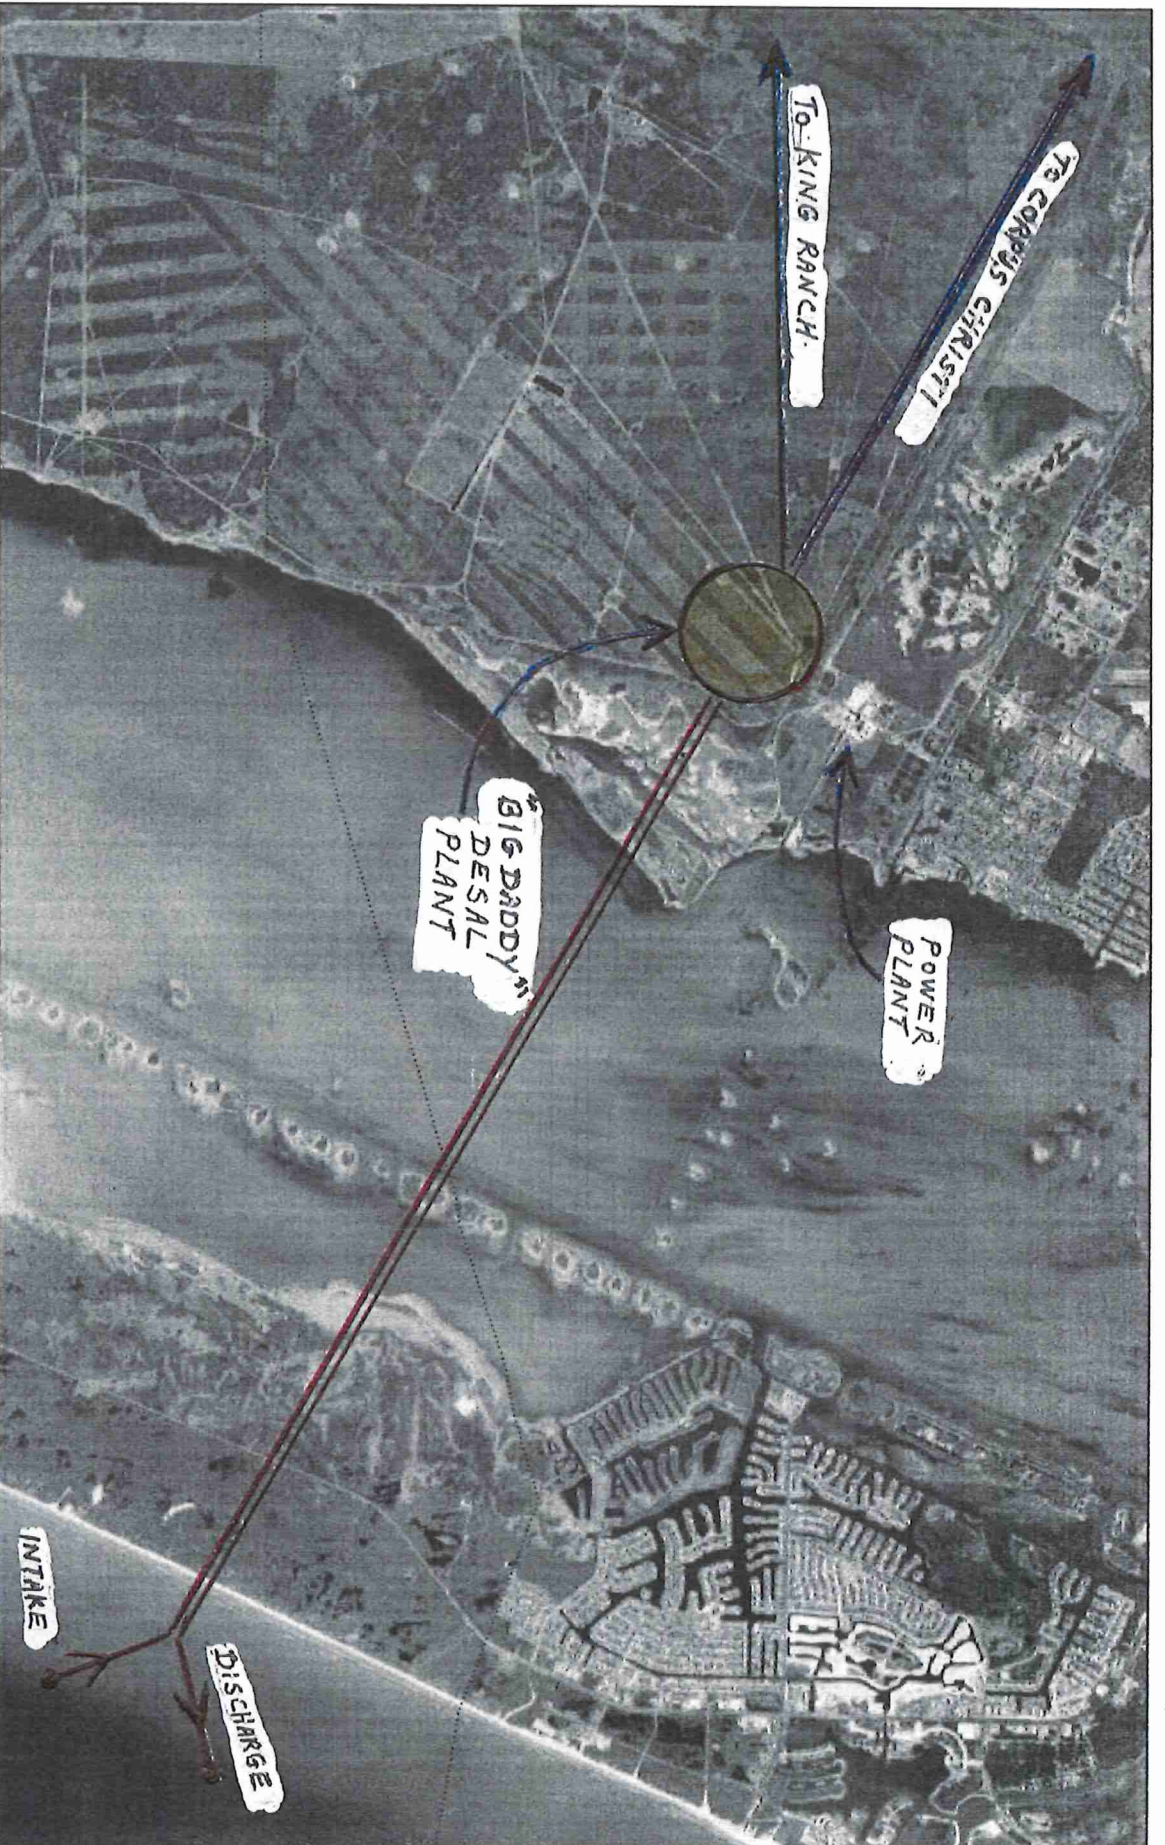 TO CORPUS CHRISTI
To KING RANCH.
POWER
PLANT
"BIG DADDY"
DESAL
PLANT
DISCHARGE
INTAKE